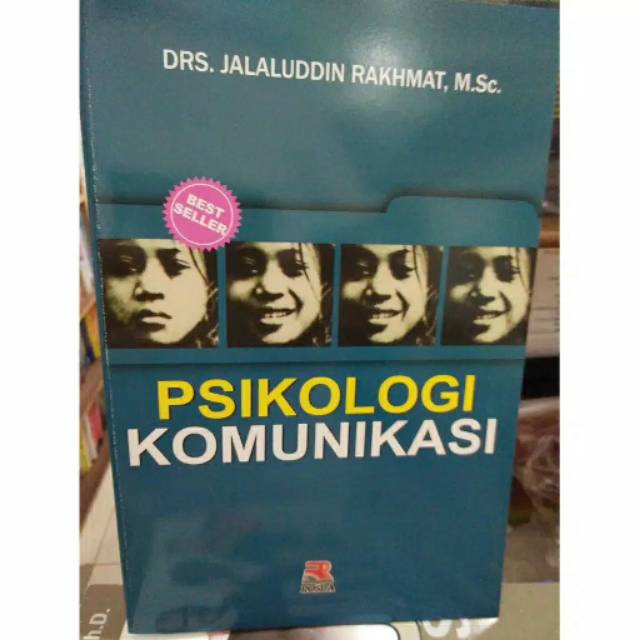 DRS. JALALUDDIN RAKHMAT, M.Sc.
BEST
SELLER
PSIKOLOGI
KOMUNIKASI
h.D.